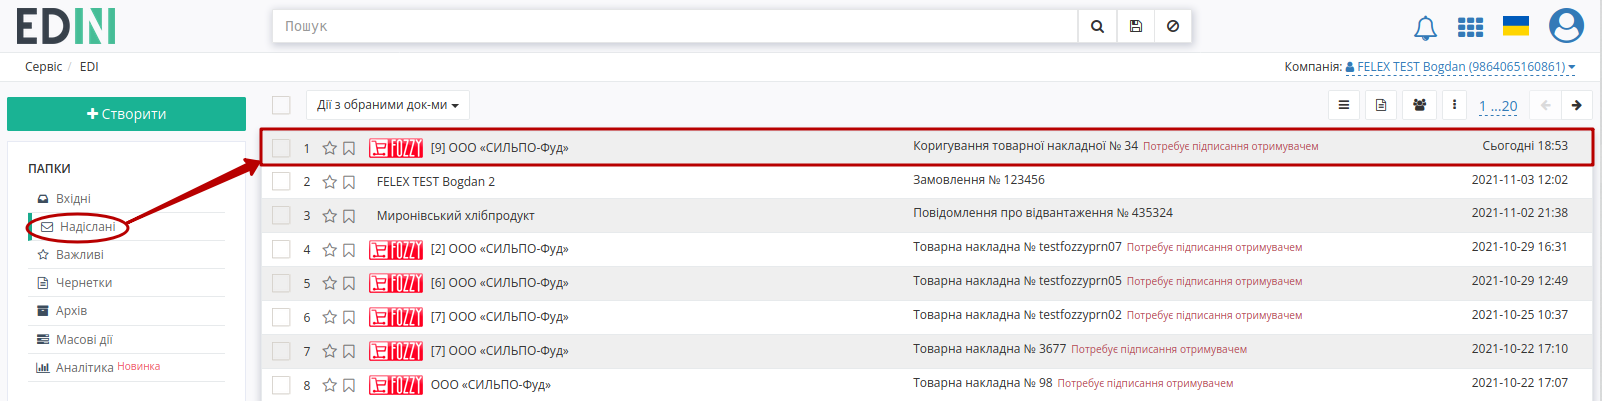 EDIN
Пошук
Сервіс / EDI
Компанія: FELEX TEST Bogdan (9864065160861)
Створити
Дії з обраними док-ми
1 ...20
ПАПКИ
Вхідні
Надіслані
Важливі
Чернетки
Архів
Масові дії
Аналітика Новинка
1 FOZZY [9] ООО «СИЛЬПО-Фуд» Коригування товарної накладної № 34 Потребує підписання отримувачем Сьогодні 18:53
2 FELEX TEST Bogdan 2 Замовлення № 123456 2021-11-03 12:02
3 Миронівський хлібпродукт Повідомлення про відвантаження № 435324 2021-11-02 21:38
4 FOZZY [2] ООО «СИЛЬПО-Фуд» Товарна накладна № testfozzyprn07 Потребує підписання отримувачем 2021-10-29 16:31
5 FOZZY [6] ООО «СИЛЬПО-Фуд» Товарна накладна № testfozzyprn05 Потребує підписання отримувачем 2021-10-29 12:49
6 FOZZY [7] ООО «СИЛЬПО-Фуд» Товарна накладна № testfozzyprn02 Потребує підписання отримувачем 2021-10-25 10:37
7 FOZZY [7] ООО «СИЛЬПО-Фуд» Товарна накладна № 3677 Потребує підписання отримувачем 2021-10-22 17:10
8 FOZZY ООО «СИЛЬПО-Фуд» Товарна накладна № 98 Потребує підписання отримувачем 2021-10-22 17:07